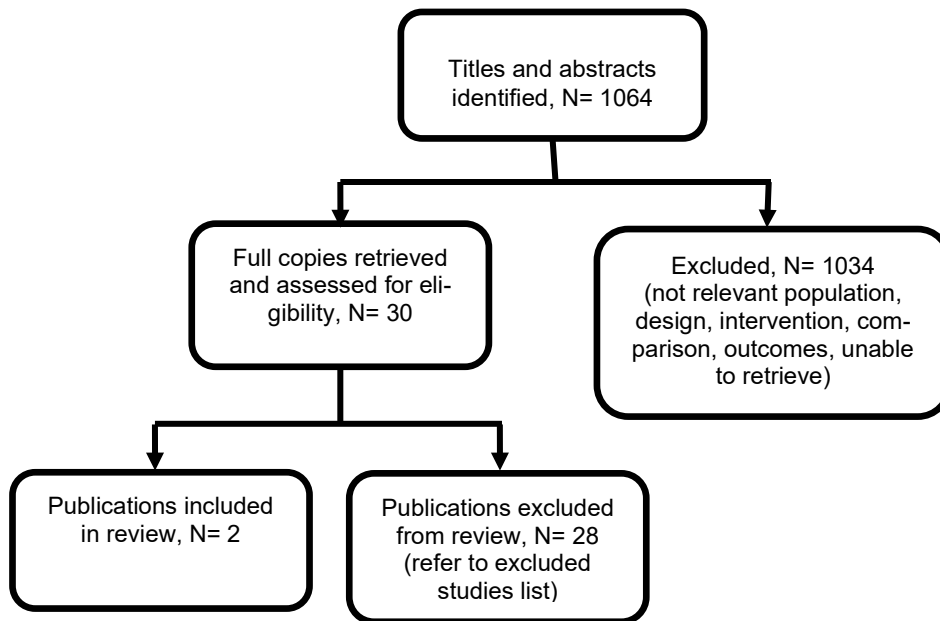 Titles and abstracts
identified, N= 1064
Full copies retrieved
and assessed for eli-
gibility, N= 30
Excluded, N= 1034
(not relevant population,
design, intervention, com-
parison, outcomes, unable
to retrieve)
Publications included
in review, N= 2
Publications excluded
from review, N= 28
(refer to excluded
studies list)